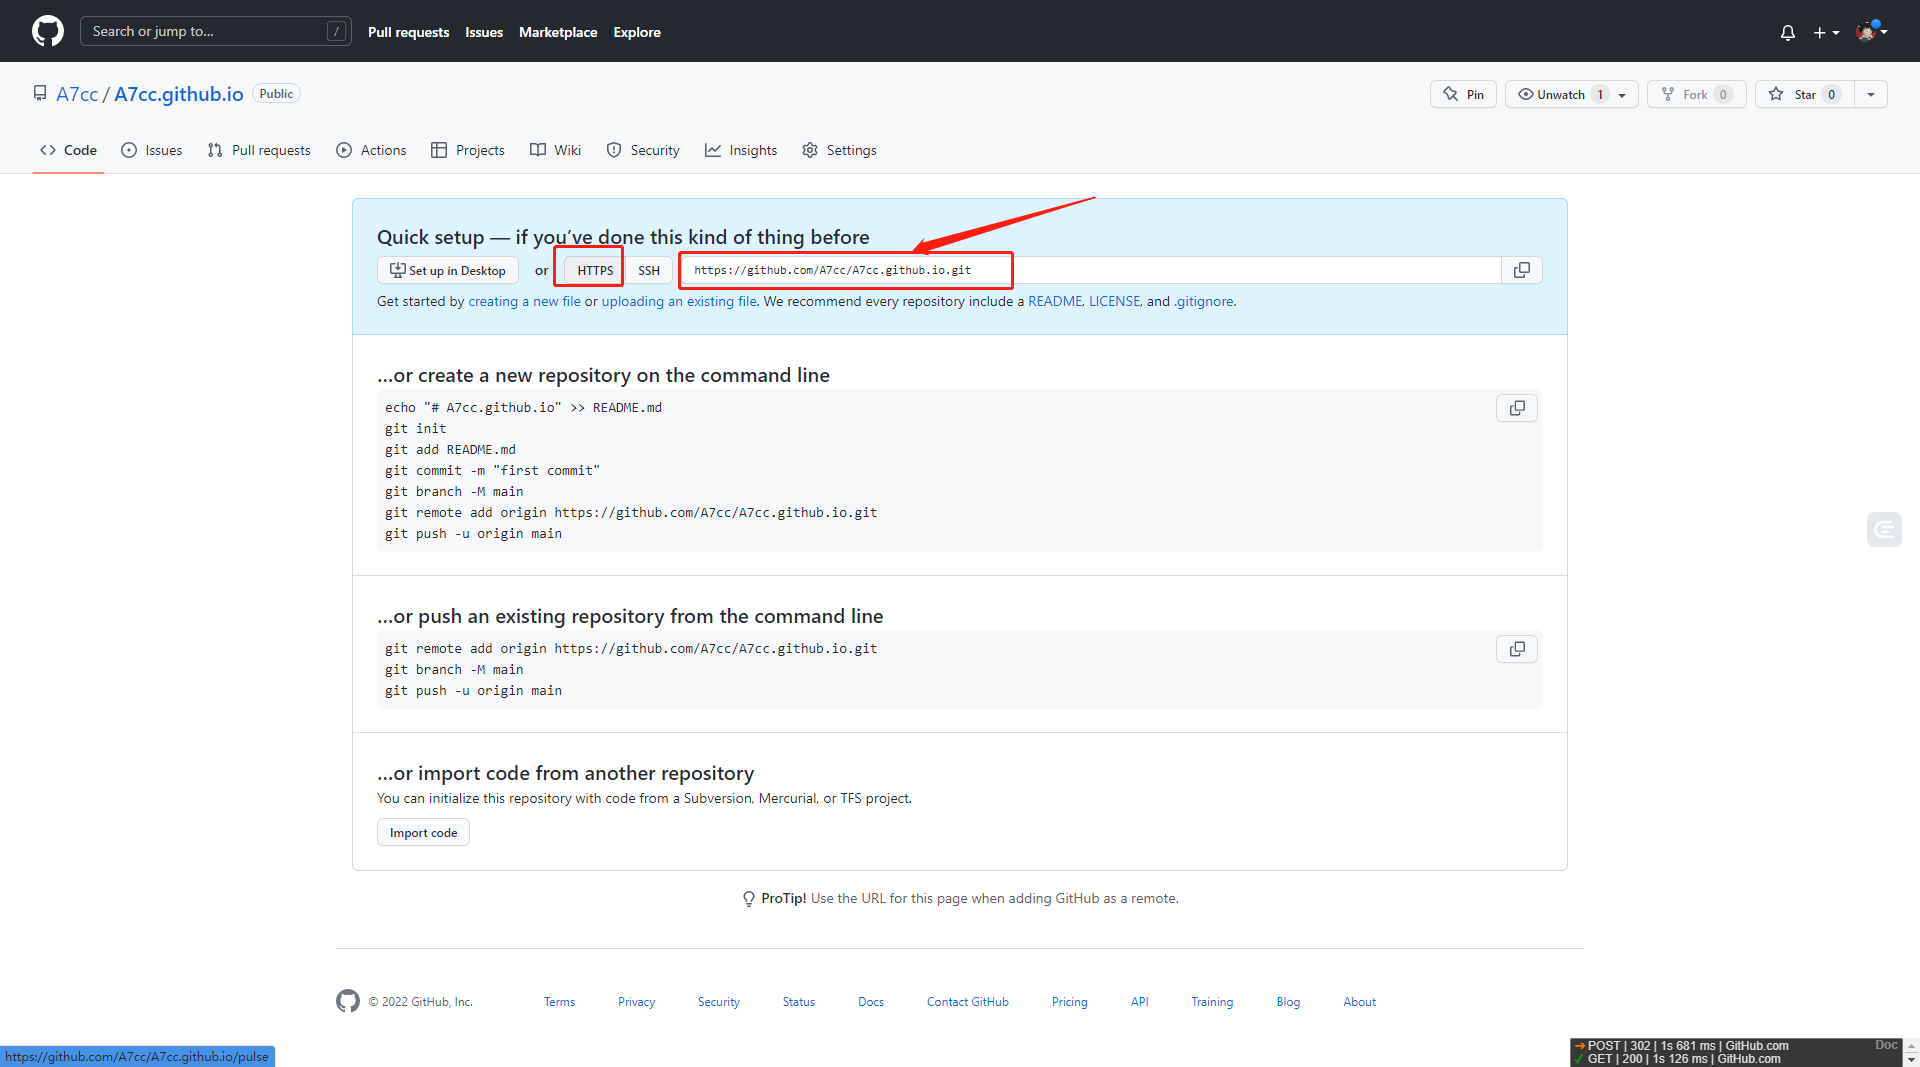 Search or jump to... /
Pull requests Issues Marketplace Explore
A7cc / A7cc.github.io Public
Pin Unwatch 1 Fork 0 Star 0
Code Issues Pull requests Actions Projects Wiki Security Insights Settings
Quick setup — if you’ve done this kind of thing before
Set up in Desktop or HTTPS SSH https://github.com/A7cc/A7cc.github.io.git
Get started by creating a new file or uploading an existing file. We recommend every repository include a README, LICENSE, and .gitignore.
…or create a new repository on the command line
echo "# A7cc.github.io" >> README.md
git init
git add README.md
git commit -m "first commit"
git branch -M main
git remote add origin https://github.com/A7cc/A7cc.github.io.git
git push -u origin main
…or push an existing repository from the command line
git remote add origin https://github.com/A7cc/A7cc.github.io.git
git branch -M main
git push -u origin main
…or import code from another repository
You can initialize this repository with code from a Subversion, Mercurial, or TFS project.
Import code
ProTip! Use the URL for this page when adding GitHub as a remote.
© 2022 GitHub, Inc. Terms Privacy Security Status Docs Contact GitHub Pricing API Training Blog About
https://github.com/A7cc/A7cc.github.io/pulse
POST | 302 | 1s 681 ms | GitHub.com Doc
GET | 200 | 1s 126 ms | GitHub.com